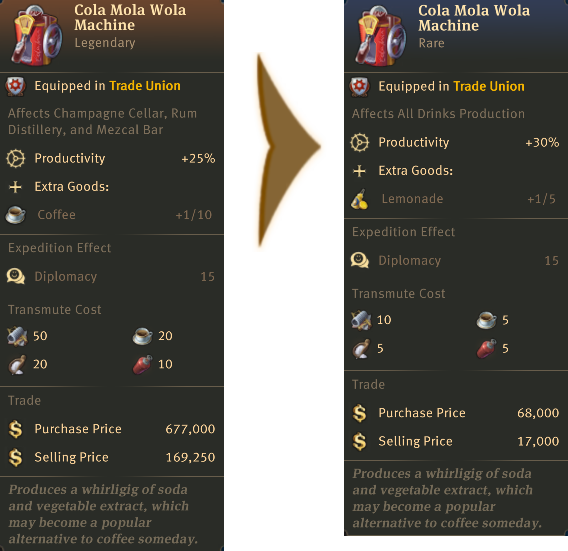 Cola Mola Wola
Machine
Legendary
Equipped in Trade Union
Affects Champagne Cellar, Rum
Distillery, and Mezcal Bar
Productivity +25%
Extra Goods:
Coffee +1/10
Expedition Effect
Diplomacy 15
Transmute Cost
50 20
20 10
Trade
Purchase Price 677,000
Selling Price 169,250
Produces a whirligig of soda
and vegetable extract, which
may become a popular
alternative to coffee someday.
Cola Mola Wola
Machine
Rare
Equipped in Trade Union
Affects All Drinks Production
Productivity +30%
Extra Goods:
Lemonade +1/5
Expedition Effect
Diplomacy 15
Transmute Cost
10 5
5 5
Trade
Purchase Price 68,000
Selling Price 17,000
Produces a whirligig of soda
and vegetable extract, which
may become a popular
alternative to coffee someday.